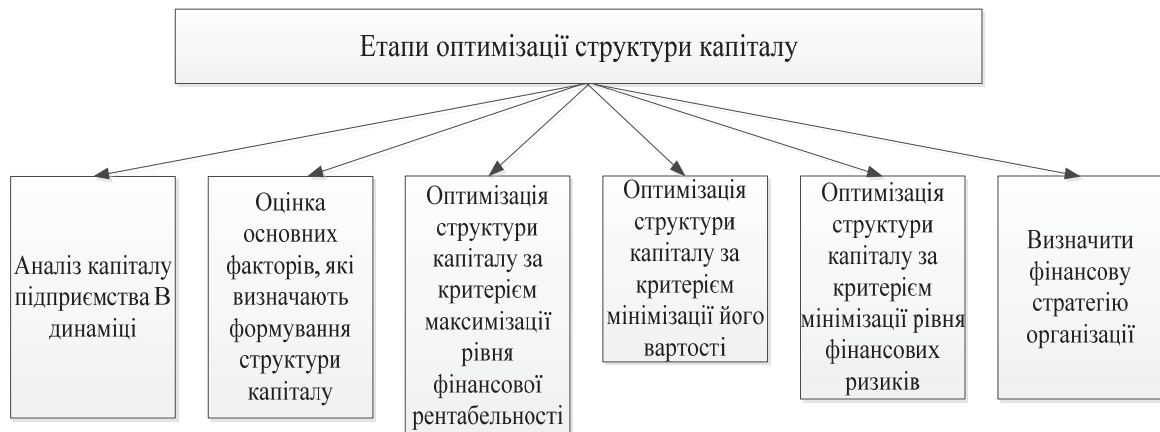 Етапи оптимізації структури капіталу
Аналіз капіталу
підприємства В
динаміці
Оцінка
основних
факторів, які
визначають
формування
структури
капіталу
Оптимізація
структури
капіталу за
критерієм
максимізації
рівня
фінансової
рентабельності
Оптимізація
структури
капіталу за
критерієм
мінімізації його
вартості
Оптимізація
структури
капіталу за
критерієм
мінімізації рівня
фінансових
ризиків
Визначити
фінансову
стратегію
організації